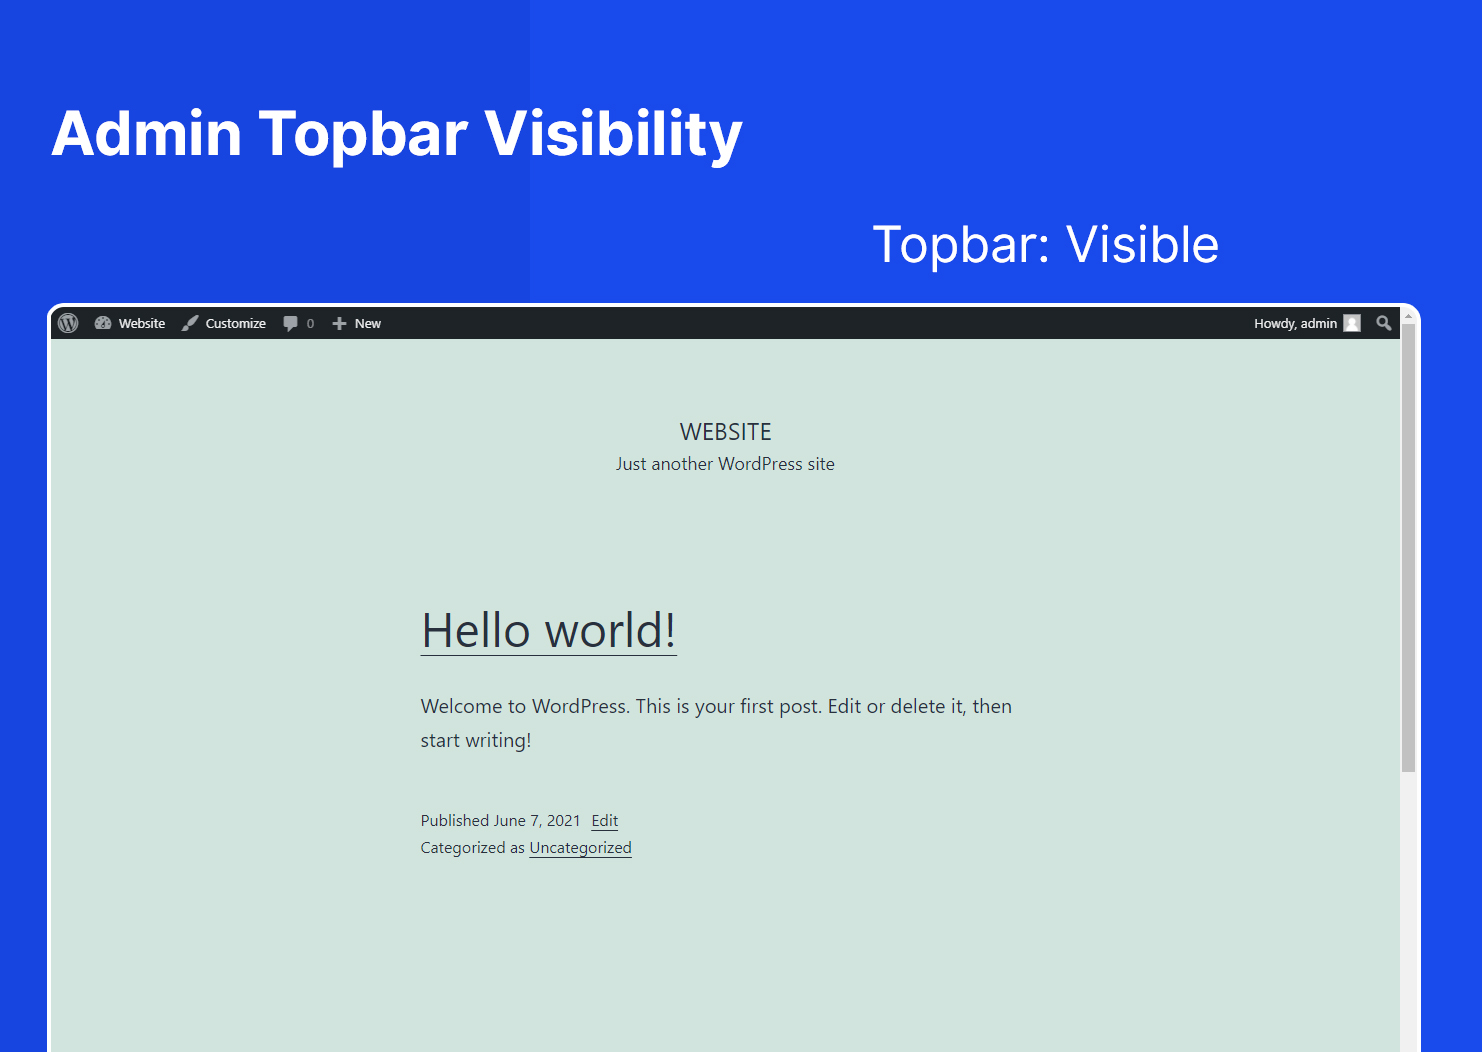 Admin Topbar Visibility
Topbar: Visible
Website Customize 0 New Howdy, admin
WEBSITE
Just another WordPress site
Hello world!
Welcome to WordPress. This is your first post. Edit or delete it, then
start writing!
Published June 7, 2021 Edit
Categorized as Uncategorized